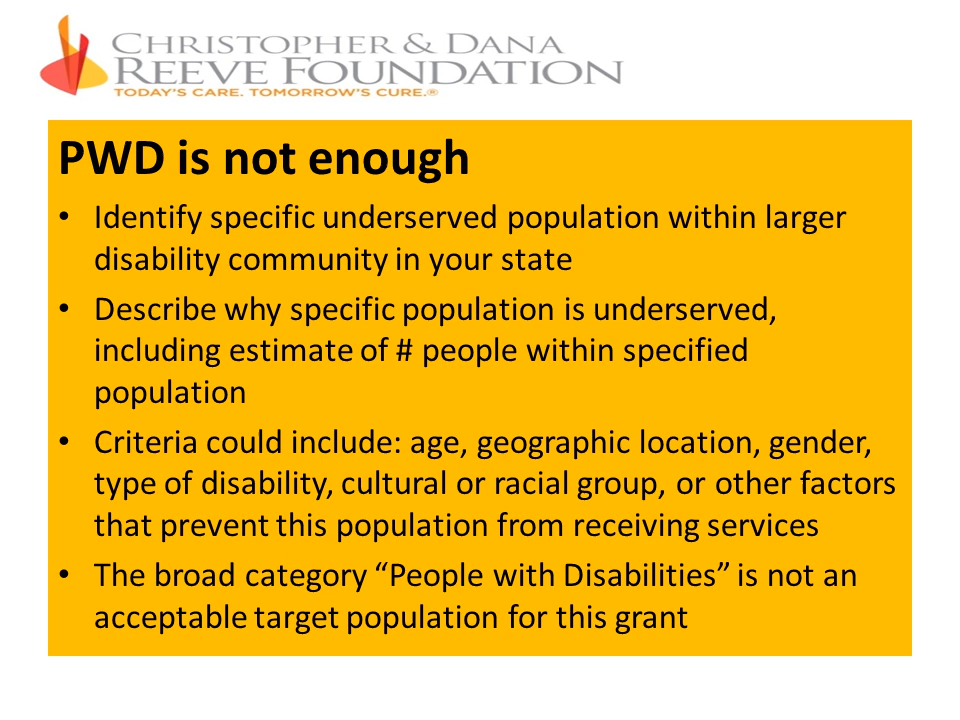 CHRISTOPHER & DANA
REEVE FOUNDATION
TODAY'S CARE. TOMORROW'S CURE.®
PWD is not enough
• Identify specific underserved population within larger
disability community in your state
• Describe why specific population is underserved,
including estimate of # people within specified
population
• Criteria could include: age, geographic location, gender,
type of disability, cultural or racial group, or other factors
that prevent this population from receiving services
• The broad category “People with Disabilities” is not an
acceptable target population for this grant